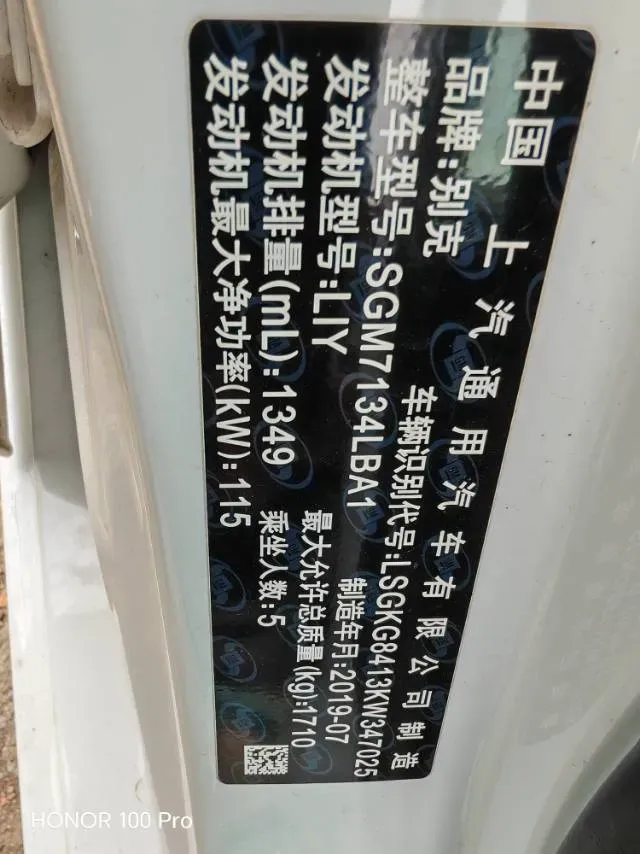 中国 上汽通用汽车有限公司制造
品牌:别克 车辆识别代号:LSGKG8413KW347025
整车型号:SGM7134LBA1 制造年月:2019-07
发动机型号:LIY 最大允许总质量(kg):1710
发动机排量(mL):1349 乘坐人数:5
发动机最大净功率(kW):115
HONOR 100 Pro